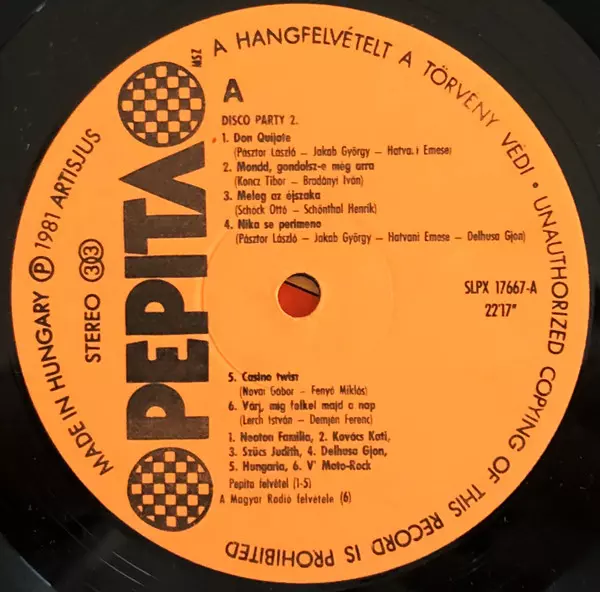 A HANGFELVÉTELT A TÖRVÉNY VÉDI • UNAUTHORIZED COPYING OF THIS RECORD IS PROHIBITED
MADE IN HUNGARY Ⓟ 1981 ARTISJUS
STEREO 33
PEPITA
MSZ
A
DISCO PARTY 2.
1. Don Quijote
(Pásztor László – Jakab György – Hatvani Emese)
2. Mondd, gondolsz-e még arra
(Koncz Tibor – Bradányi Iván)
3. Meleg az éjszaka
(Schöck Ottó – Schönthal Henrik)
4. Nika se perimeno
(Pásztor László – Jakab György – Hatvani Emese – Delhusa Gjon)
SLPX 17667-A
22'17"
5. Casino twist
(Novai Gábor – Fenyő Miklós)
6. Várj, míg felkel majd a nap
(Lerch István – Demjén Ferenc)
1. Neoton Família, 2. Kovács Kati,
3. Szűcs Judith, 4. Delhusa Gjon,
5. Hungaria, 6. V' Moto-Rock
Pepita felvétel (1-5)
A Magyar Rádió felvétele (6)